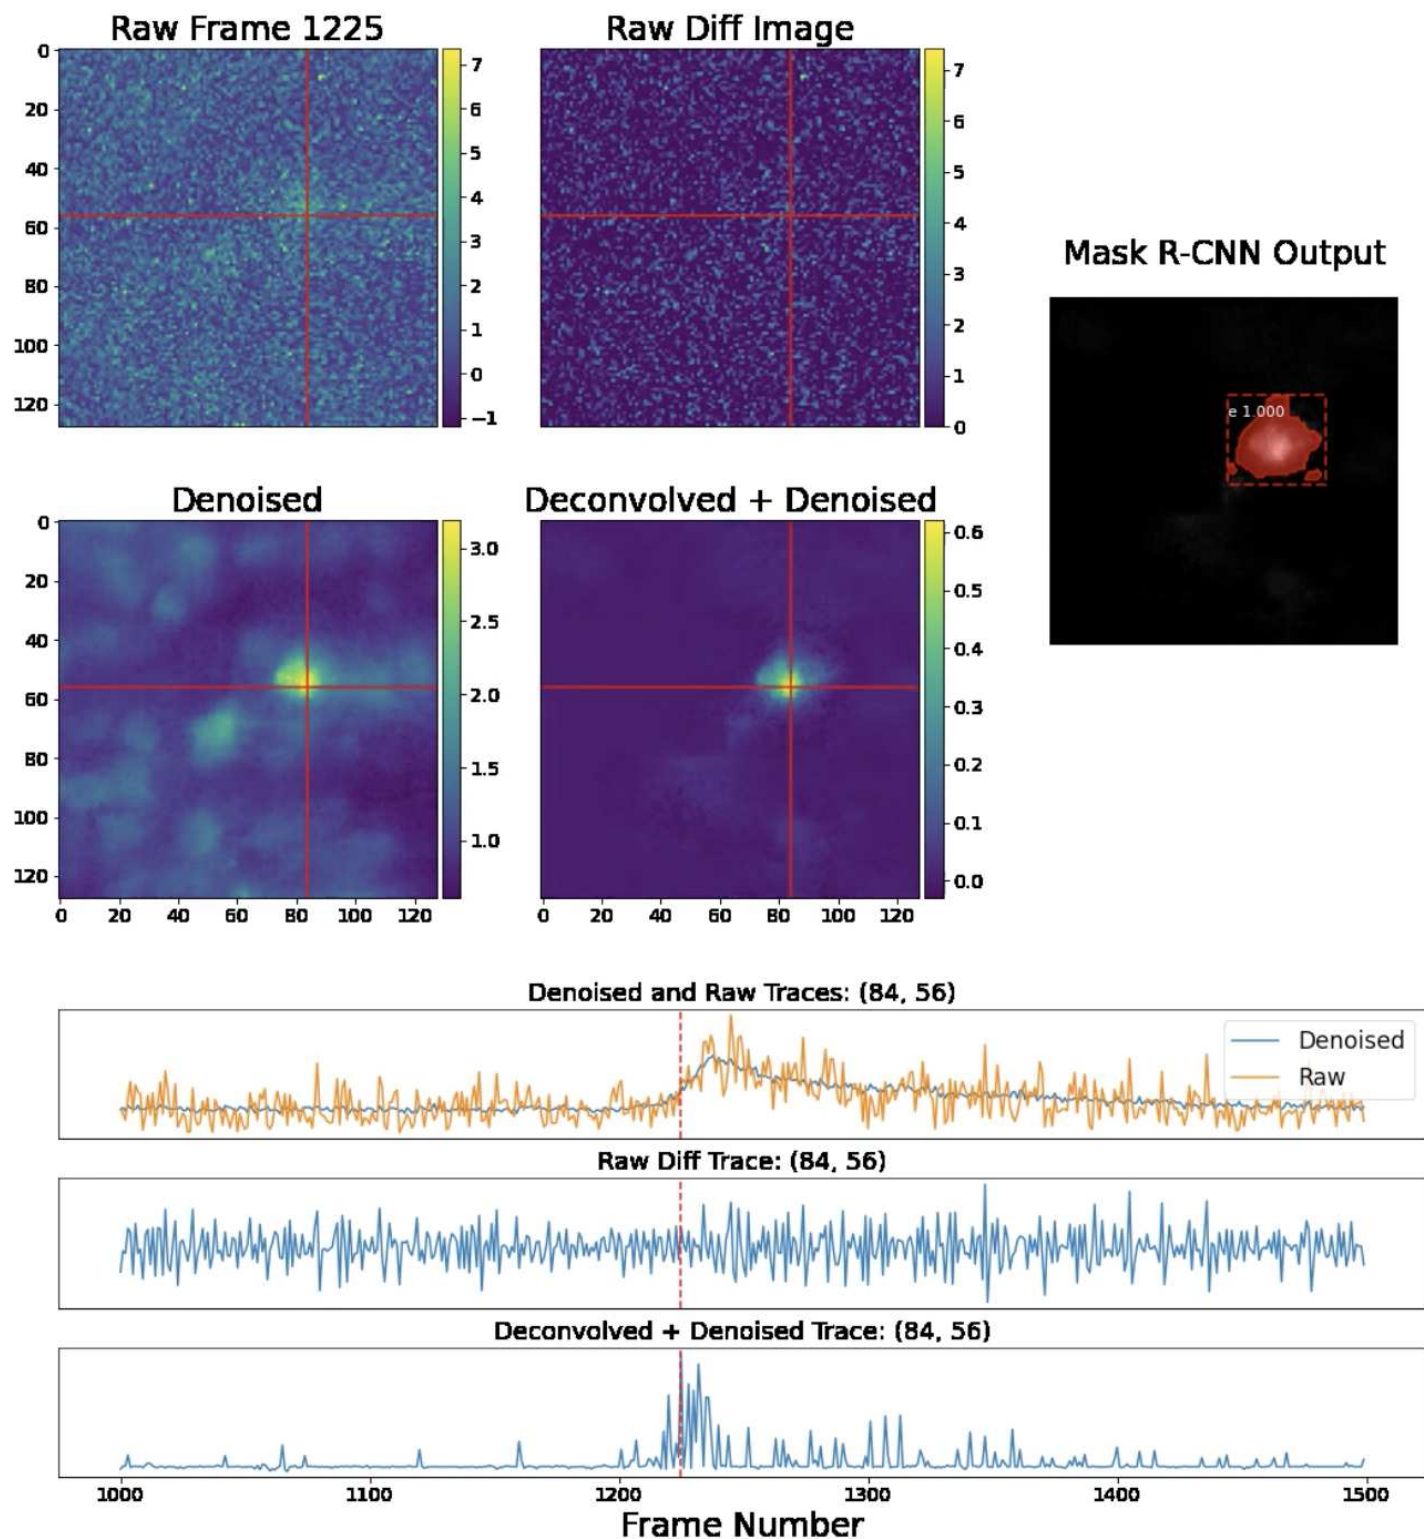 Raw Frame 1225
Raw Diff Image
0
20
40
60
80
100
120
7
6
5
4
3
2
1
0
−1
7
6
5
4
3
2
1
0
Mask R-CNN Output
e 1.000
Denoised
Deconvolved + Denoised
0
20
40
60
80
100
120
0 20 40 60 80 100 120
3.0
2.5
2.0
1.5
1.0
0 20 40 60 80 100 120
0.6
0.5
0.4
0.3
0.2
0.1
0.0
Denoised and Raw Traces: (84, 56)
Denoised
Raw
Raw Diff Trace: (84, 56)
Deconvolved + Denoised Trace: (84, 56)
1000 1100 1200 1300 1400 1500
Frame Number